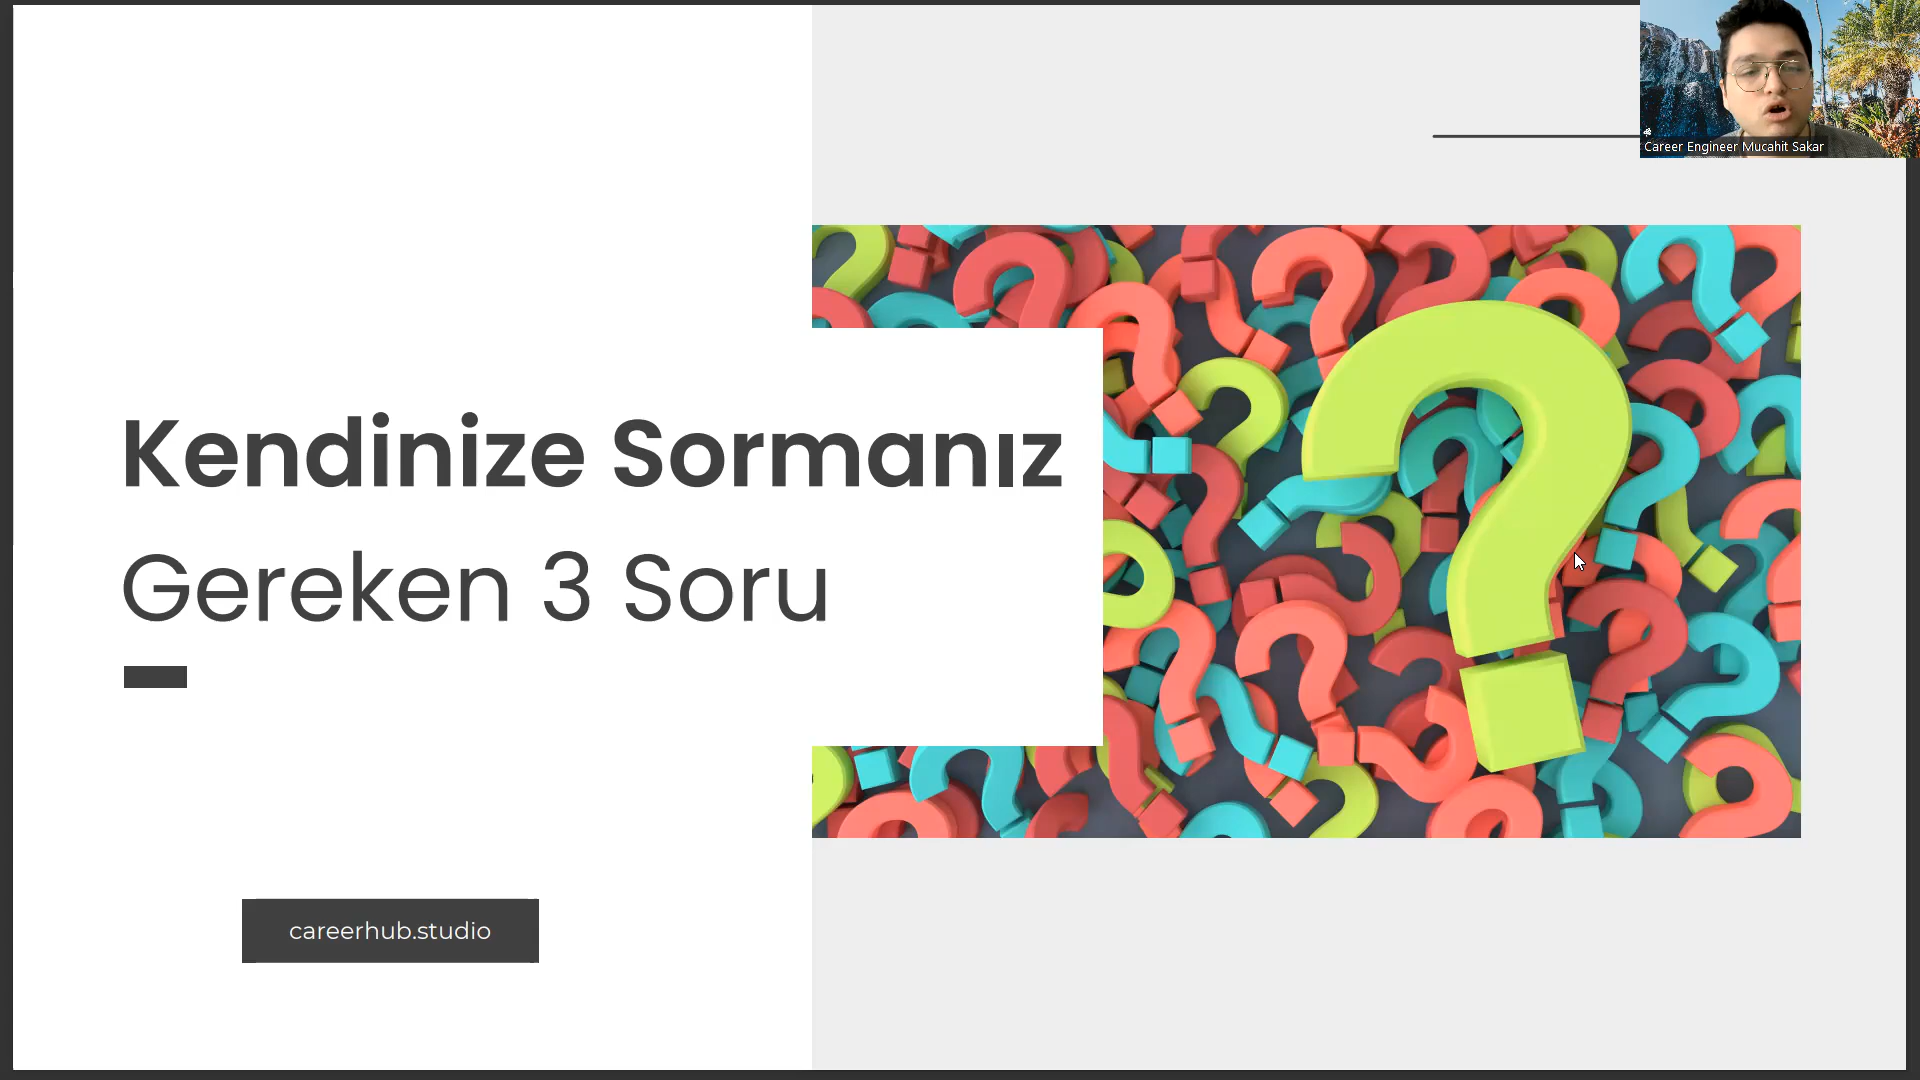 Career Engineer Mucahit Sakar
Kendinize Sormanız
Gereken 3 Soru
careerhub.studio